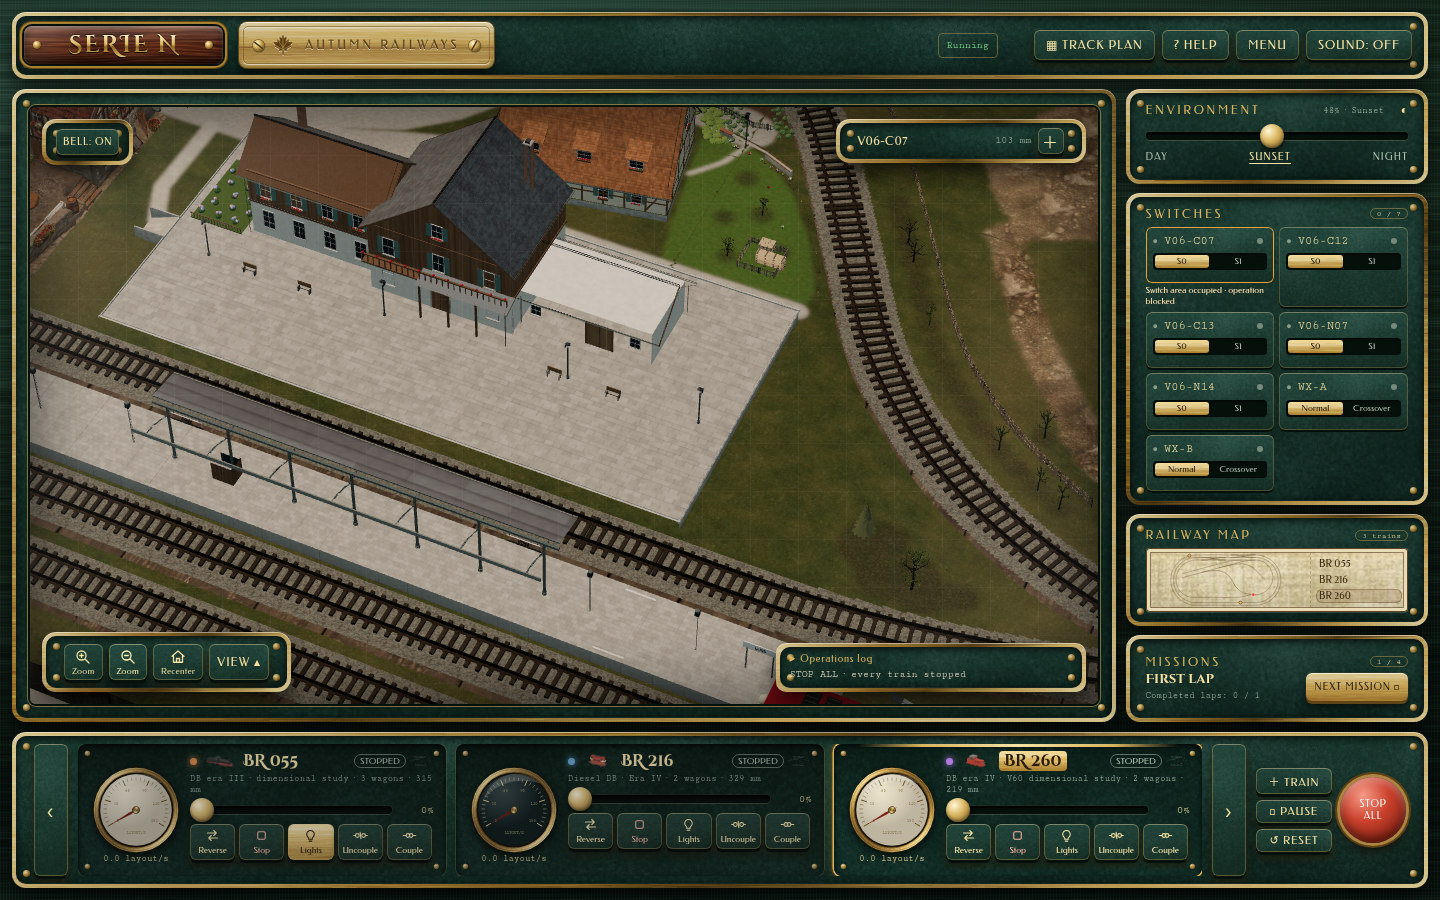 SERIE N
AUTUMN RAILWAYS
Running
TRACK PLAN
? HELP
MENU
SOUND: OFF
BELL: ON
V06-C07
103 mm
ENVIRONMENT
48% · Sunset
DAY
SUNSET
NIGHT
SWITCHES
0 / 7
V06-C07
S0 S1
Switch area occupied · operation
blocked
V06-C12
S0 S1
V06-C13
S0 S1
V06-N07
S0 S1
V06-N14
S0 S1
WX-A
Normal Crossover
WX-B
Normal Crossover
RAILWAY MAP
3 trains
BR 055
BR 216
BR 260
MISSIONS
1 / 4
FIRST LAP
Completed laps: 0 / 1
NEXT MISSION
Zoom
Zoom
Recenter
VIEW ▴
Operations log
STOP ALL · every train stopped
BR 055
STOPPED
DB era III · dimensional study · 3 wagons · 315
mm
0%
Reverse
Stop
Lights
Uncouple
Couple
0.0 layout/s
BR 216
STOPPED
Diesel DB · Era IV · 2 wagons · 329 mm
0%
Reverse
Stop
Lights
Uncouple
Couple
0.0 layout/s
BR 260
STOPPED
DB era IV · V60 dimensional study · 2 wagons ·
219 mm
0%
Reverse
Stop
Lights
Uncouple
Couple
0.0 layout/s
+ TRAIN
PAUSE
↺ RESET
STOP
ALL